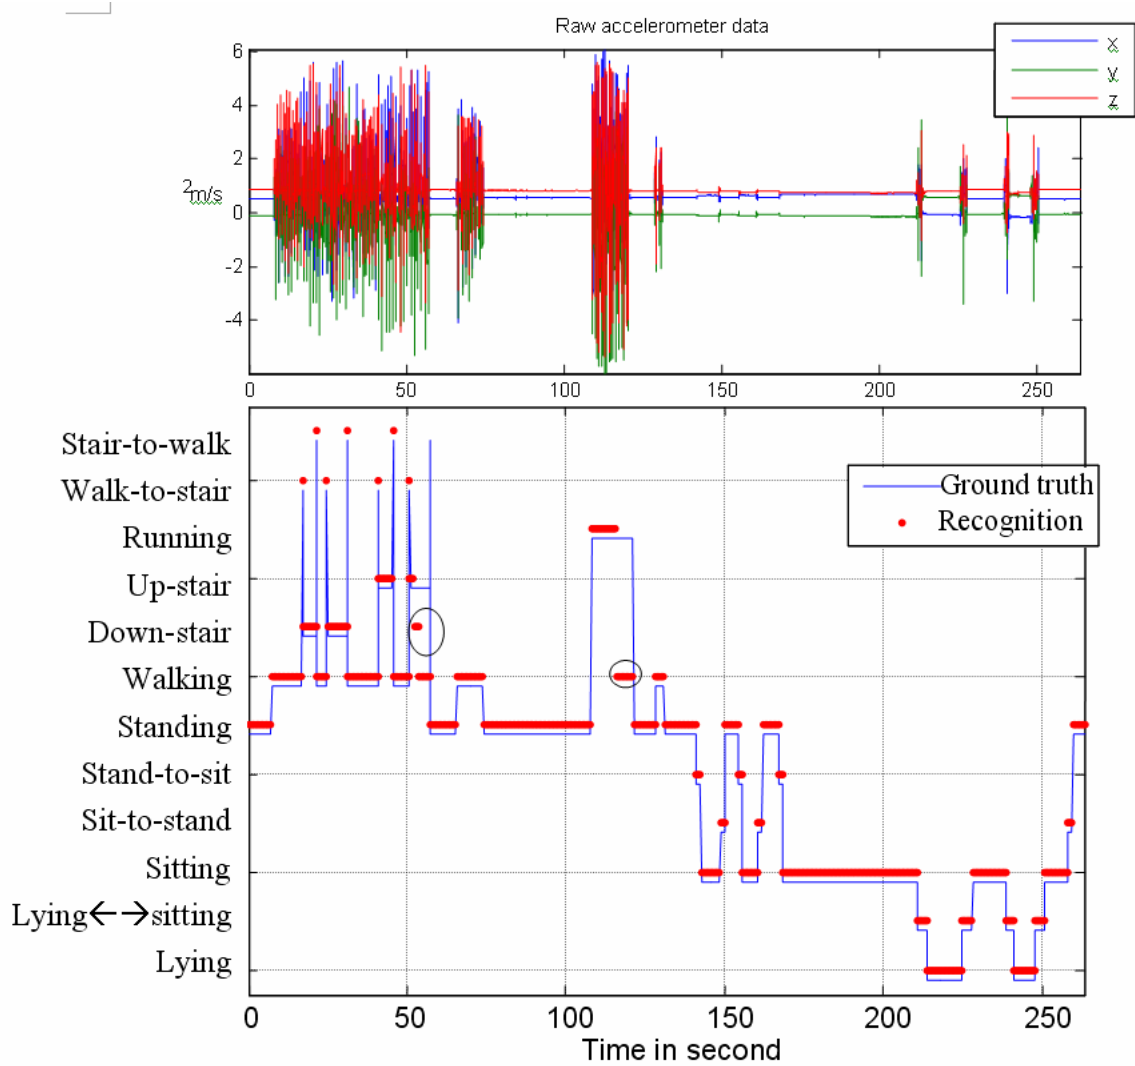 Raw accelerometer data
x
y
z
6
4
2
0
-2
-4
2m/s
0 50 100 150 200 250
Stair-to-walk
Walk-to-stair
Running
Up-stair
Down-stair
Walking
Standing
Stand-to-sit
Sit-to-stand
Sitting
Lying←→sitting
Lying
Ground truth
Recognition
0 50 100 150 200 250
Time in second